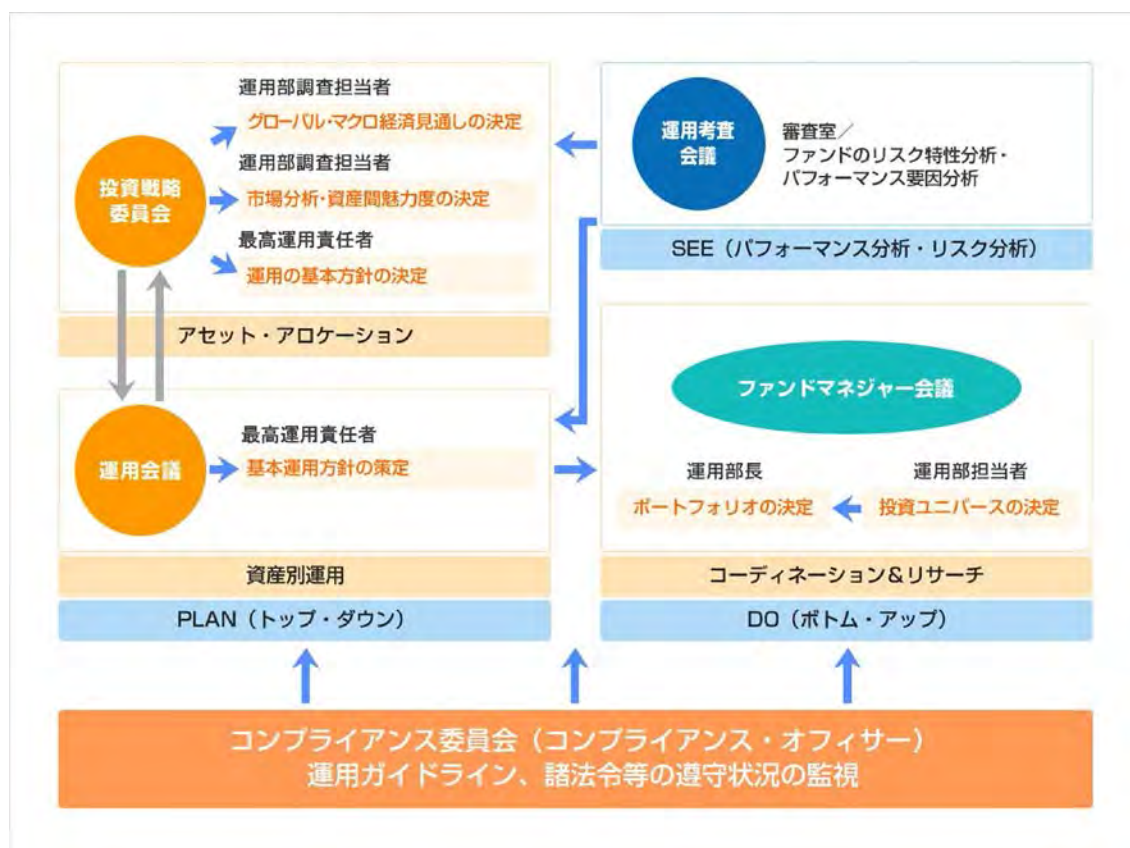 運用部調査担当者
グローバル・マクロ経済見通しの決定
運用部調査担当者
市場分析・資産間魅力度の決定
最高運用責任者
運用の基本方針の決定
投資戦略
委員会
アセット・アロケーション
運用考査
会議
審査室／
ファンドのリスク特性分析・
パフォーマンス要因分析
SEE（パフォーマンス分析・リスク分析）
運用会議
最高運用責任者
基本運用方針の策定
資産別運用
PLAN（トップ・ダウン）
ファンドマネジャー会議
運用部長
ポートフォリオの決定
運用部担当者
投資ユニバースの決定
コーディネーション＆リサーチ
DO（ボトム・アップ）
コンプライアンス委員会（コンプライアンス・オフィサー）
運用ガイドライン、諸法令等の遵守状況の監視